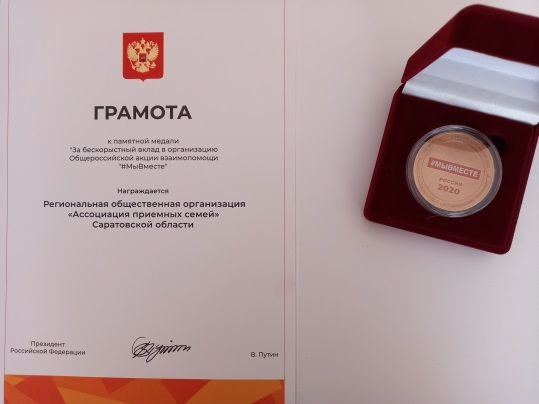 ГРАМОТА
к памятной медали
"За бескорыстный вклад в организацию
Общероссийской акции взаимопомощи
"#МыВместе"
Награждается
Региональная общественная организация
«Ассоциация приемных семей»
Саратовской области
Президент
Российской Федерации
В. Путин
#МЫВМЕСТЕ
РОССИЯ
2020